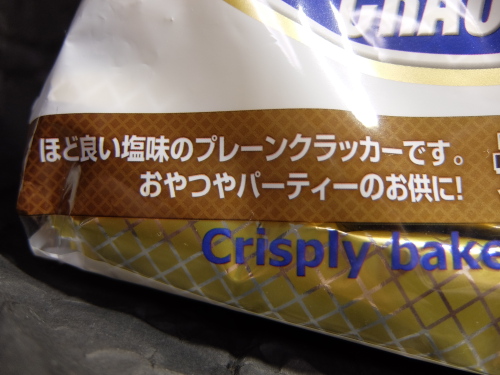 ほど良い塩味のプレーンクラッカーです。
おやつやパーティーのお供に!
Crisply bake